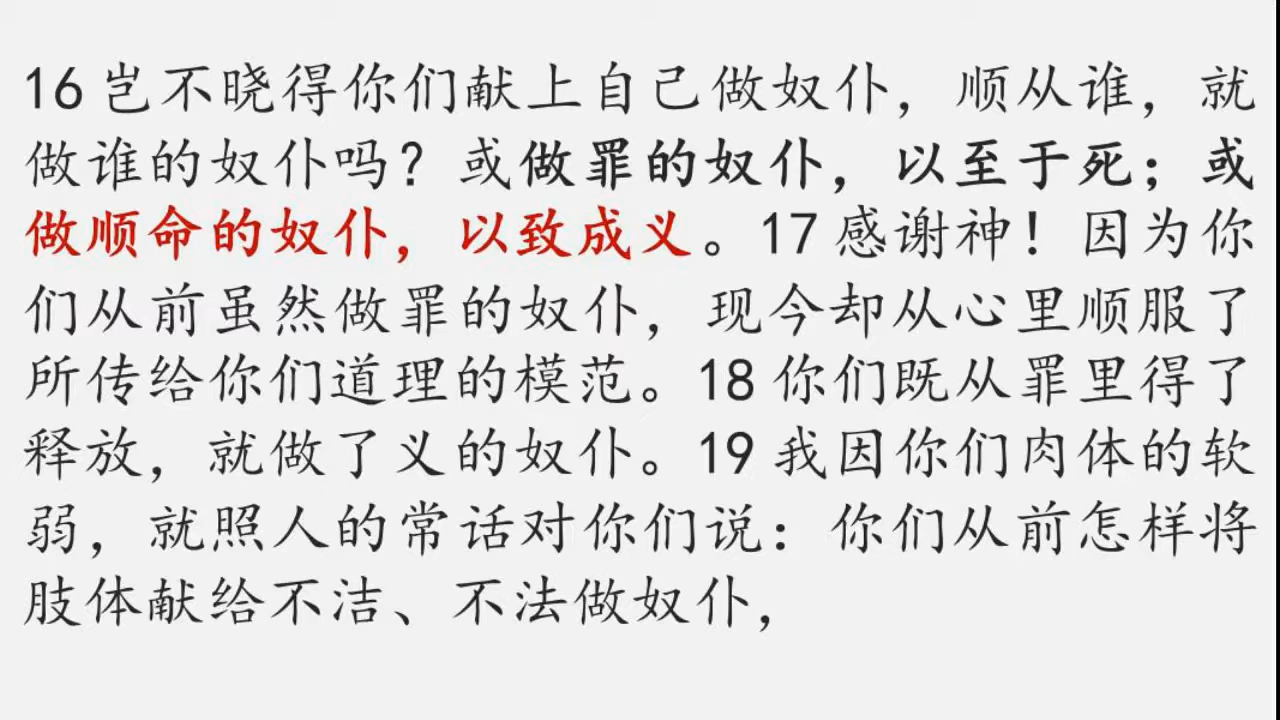 16 岂不晓得你们献上自己做奴仆，顺从谁，就
做谁的奴仆吗？或做罪的奴仆，以至于死；或
做顺命的奴仆，以致成义。17 感谢神！因为你
们从前虽然做罪的奴仆，现今却从心里顺服了
所传给你们道理的模范。18 你们既从罪里得了
释放，就做了义的奴仆。19 我因你们肉体的软
弱，就照人的常话对你们说：你们从前怎样将
肢体献给不洁、不法做奴仆，